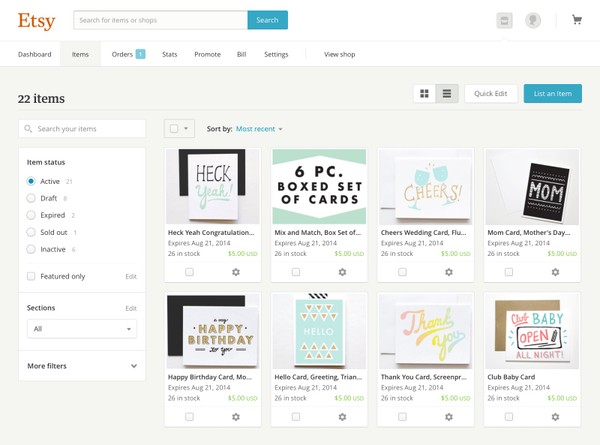 Etsy
Search for items or shops
Search
Dashboard
Items
Orders 1
Stats
Promote
Bill
Settings
View shop
22 items
Quick Edit
List an Item
Search your items
Sort by: Most recent
Item status
Active 21
Draft 8
Expired 2
Sold out 1
Inactive 6
Featured only Edit
Sections Edit
All
More filters
HECK
Yeah!
Heck Yeah Congratulation...
Expires Aug 21, 2014
26 in stock $5.00 USD
6 PC.
BOXED SET
OF CARDS
Mix and Match, Box Set of...
Expires Aug 21, 2014
26 in stock $5.00 USD
CHEERS!
Cheers Wedding Card, Flu...
Expires Aug 21, 2014
26 in stock $5.00 USD
MOM
Mom Card, Mother's Day...
Expires Aug 21, 2014
26 in stock $5.00 USD
a very
HAPPY
BIRTHDAY
to you
Happy Birthday Card, Mo...
Expires Aug 21, 2014
26 in stock $5.00 USD
HELLO
Hello Card, Greeting, Trian...
Expires Aug 21, 2014
26 in stock $5.00 USD
Thank
you
Thank You Card, Screenpr...
Expires Aug 21, 2014
26 in stock $5.00 USD
Club BABY
OPEN
ALL NIGHT!
Club Baby Card
Expires Aug 21, 2014
26 in stock $5.00 USD